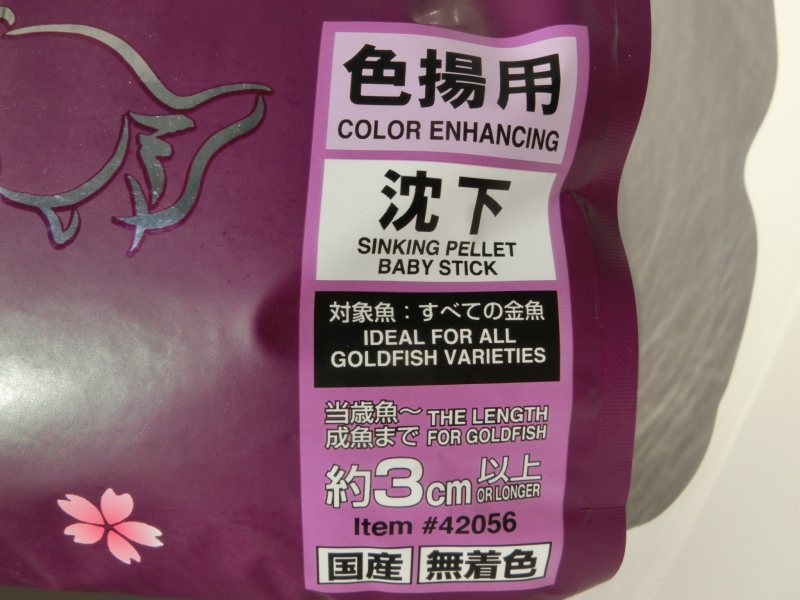 色揚用
COLOR ENHANCING
沈下
SINKING PELLET
BABY STICK
対象魚：すべての金魚
IDEAL FOR ALL
GOLDFISH VARIETIES
当歳魚～
成魚まで
THE LENGTH
FOR GOLDFISH
約3cm以上
OR LONGER
Item #42056
国産 無着色